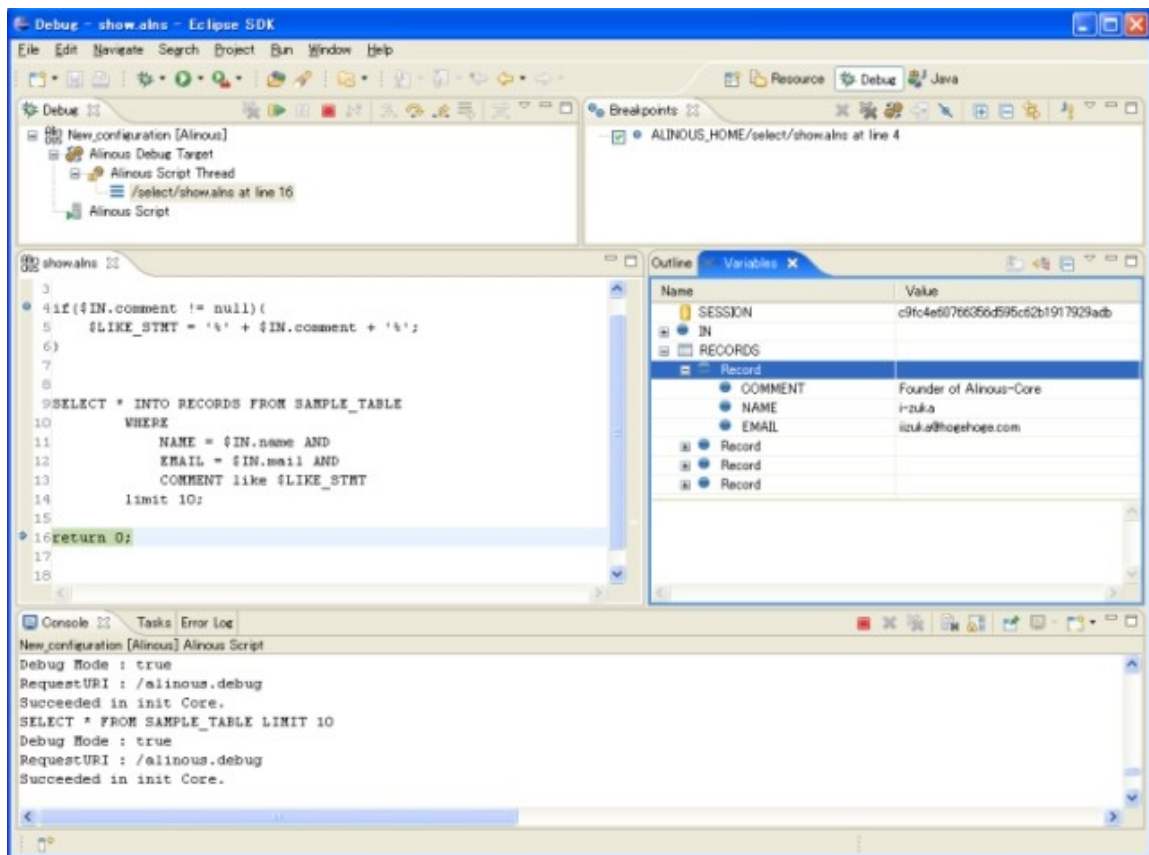 Debug - show.alns - Eclipse SDK
File Edit Navigate Search Project Run Window Help
Resource Debug Java
Debug
New_configuration [Alinous]
Alinous Debug Target
Alinous Script Thread
/select/show.alns at line 16
Alinous Script
Breakpoints
ALINOUS_HOME/select/show.alns at line 4
show.alns
3
4 if($IN.comment != null){
5 $LIKE_STMT = '%' + $IN.comment + '%';
6 }
7
8
9 SELECT * INTO RECORDS FROM SAMPLE_TABLE
10 WHERE
11 NAME = $IN.name AND
12 EMAIL = $IN.mail AND
13 COMMENT like $LIKE_STMT
14 limit 10;
15
16 return 0;
17
18
Outline Variables
Name Value
SESSION c9fc4e60766356d595c62b1917929adb
IN
RECORDS
Record
COMMENT Founder of Alinous-Core
NAME i-zuka
EMAIL iizuka@hogehoge.com
Record
Record
Record
Console Tasks Error Log
New_configuration [Alinous] Alinous Script
Debug Mode : true
RequestURI : /alinous.debug
Succeeded in init Core.
SELECT * FROM SAMPLE_TABLE LIMIT 10
Debug Mode : true
RequestURI : /alinous.debug
Succeeded in init Core.